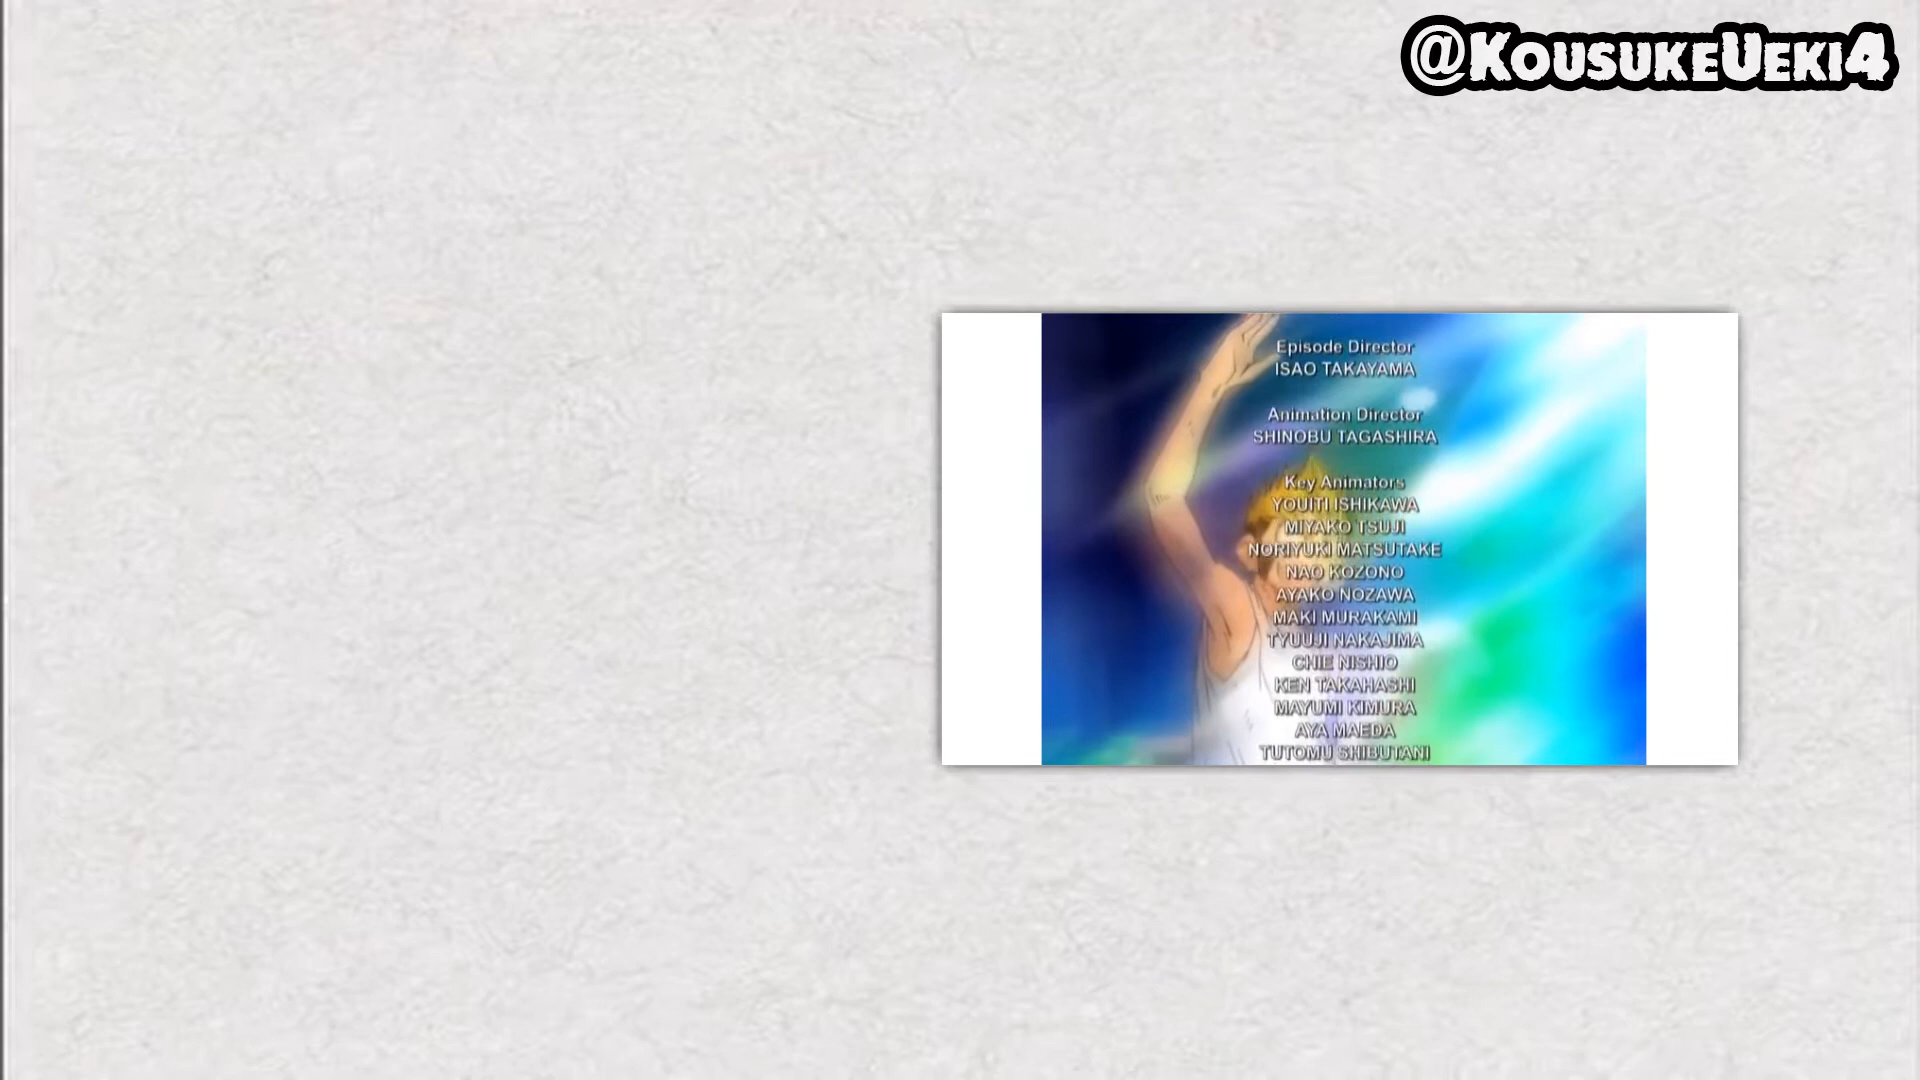 @KousukeUeki4
Episode Director
ISAO TAKAYAMA
Animation Director
SHINOBU TAGASHIRA
Key Animators
YOUITI ISHIKAWA
MIYAKO TSUJI
NORIYUKI MATSUTAKE
NAO KOZONO
AYAKO NOZAWA
MAKI MURAKAMI
TYUUJI NAKAJIMA
CHIE NISHIO
KEN TAKAHASHI
MAYUMI KIMURA
AYA MAEDA
TUTOMU SHIBUTANI